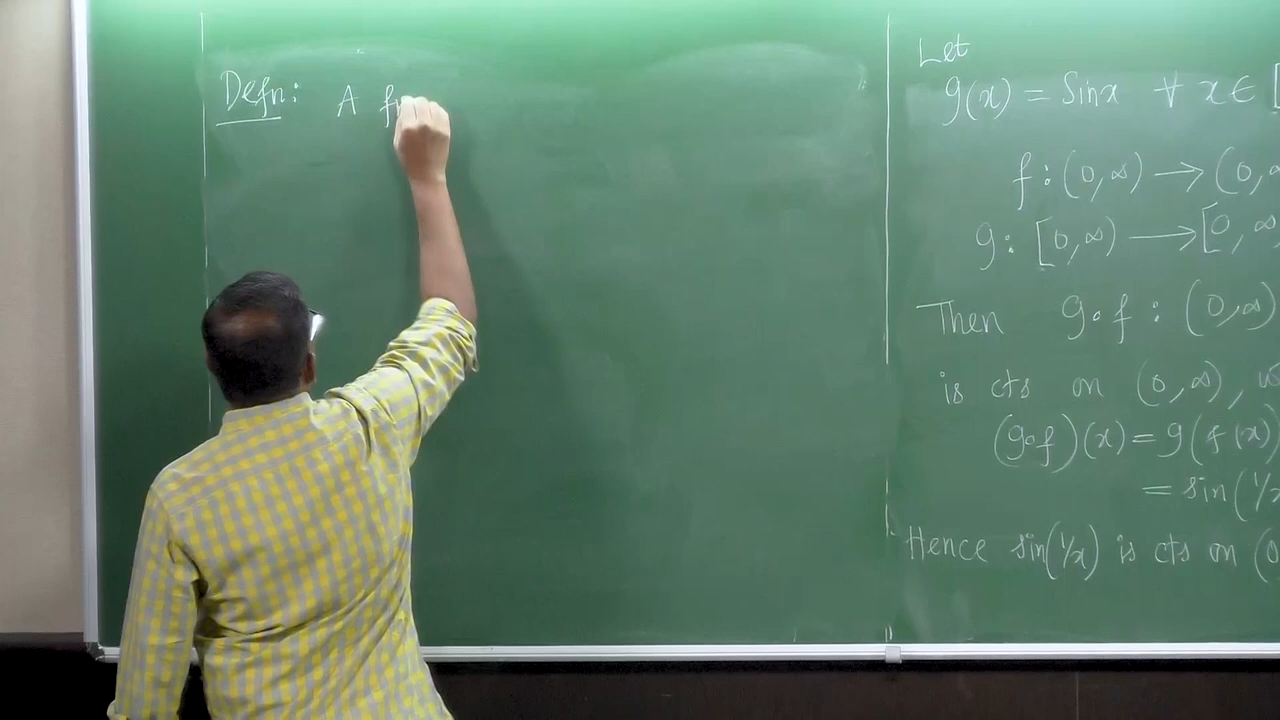 Defn: A fn
Let
g(x) = Sinx ∀ x ∈ [
f : (0, ∞) → (0, ∞
g : [0, ∞) → [0, ∞
Then g∘f : (0, ∞)
is cts on (0, ∞),
(g∘f)(x) = g(f(x))
= sin(1/x
Hence sin(1/x) is cts on (0